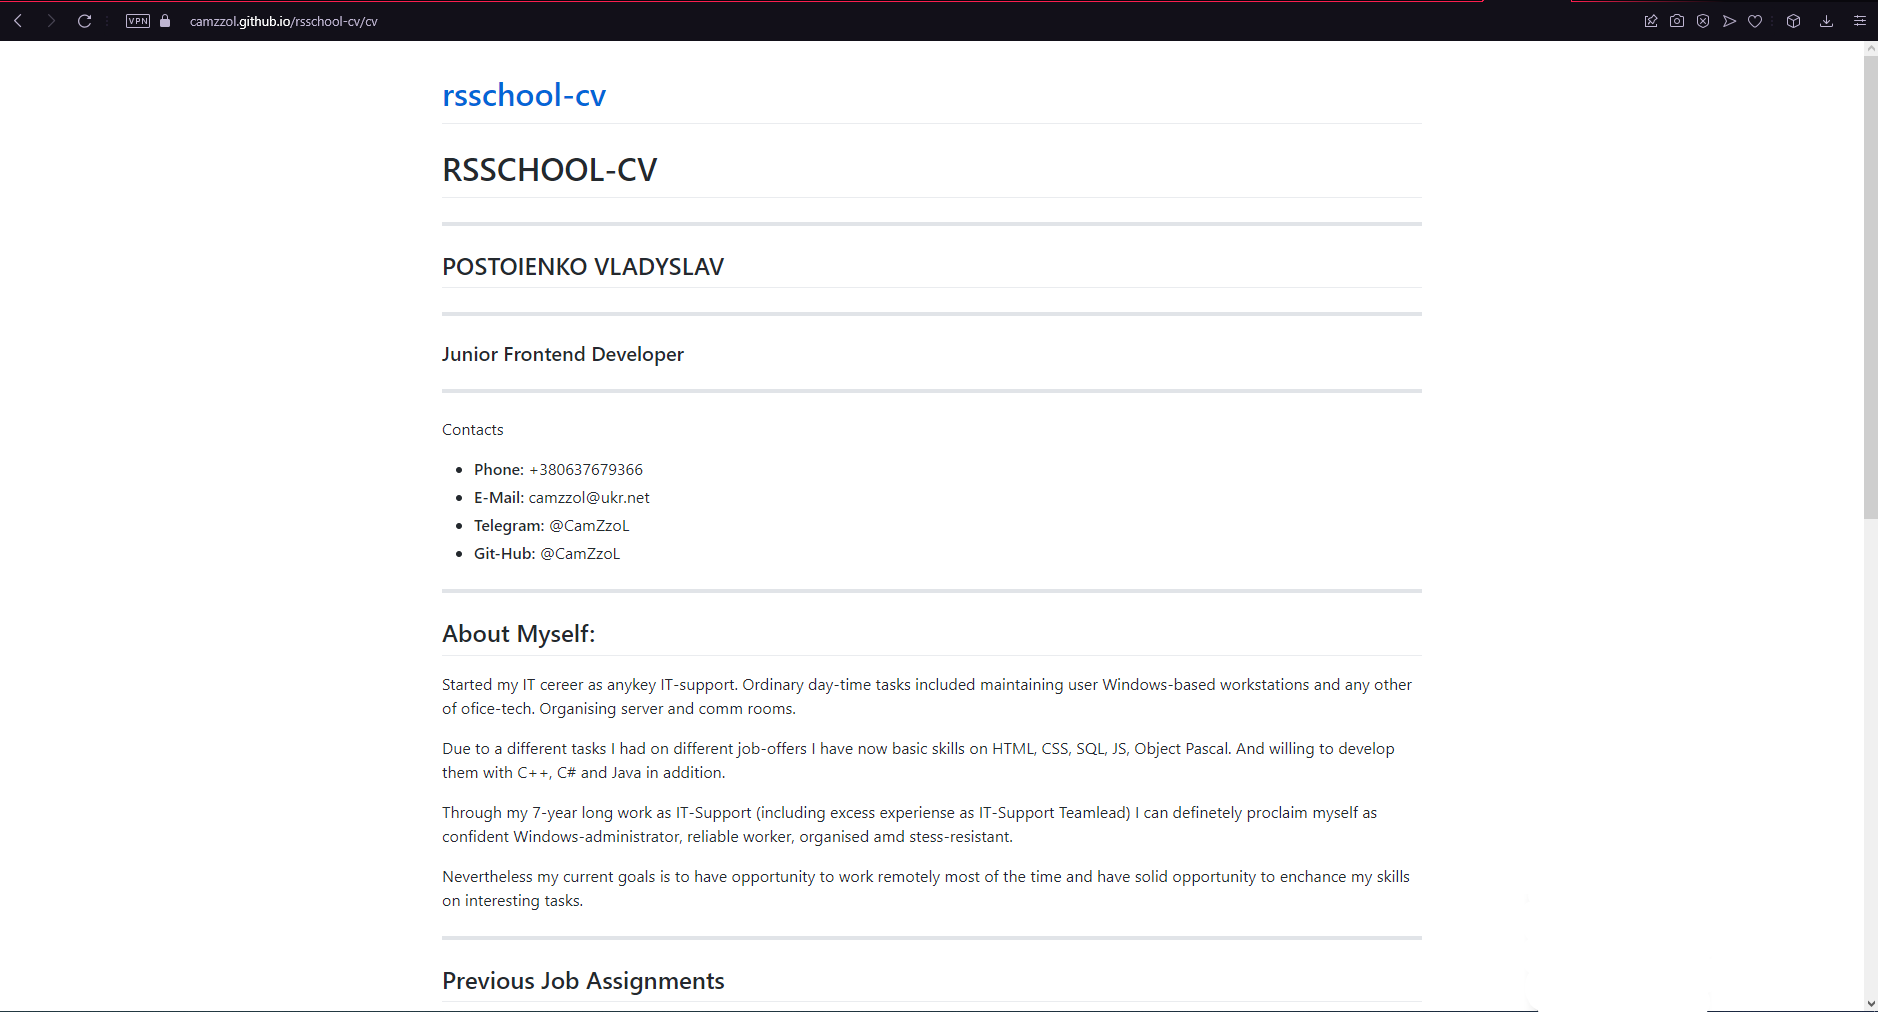 VPN camzzol.github.io/rsschool-cv/cv
rsschool-cv
RSSCHOOL-CV
POSTOIENKO VLADYSLAV
Junior Frontend Developer
Contacts
Phone: +380637679366
E-Mail: camzzol@ukr.net
Telegram: @CamZzoL
Git-Hub: @CamZzoL
About Myself:
Started my IT cereer as anykey IT-support. Ordinary day-time tasks included maintaining user Windows-based workstations and any other
of ofice-tech. Organising server and comm rooms.
Due to a different tasks I had on different job-offers I have now basic skills on HTML, CSS, SQL, JS, Object Pascal. And willing to develop
them with C++, C# and Java in addition.
Through my 7-year long work as IT-Support (including excess experiense as IT-Support Teamlead) I can definetely proclaim myself as
confident Windows-administrator, reliable worker, organised amd stess-resistant.
Nevertheless my current goals is to have opportunity to work remotely most of the time and have solid opportunity to enchance my skills
on interesting tasks.
Previous Job Assignments